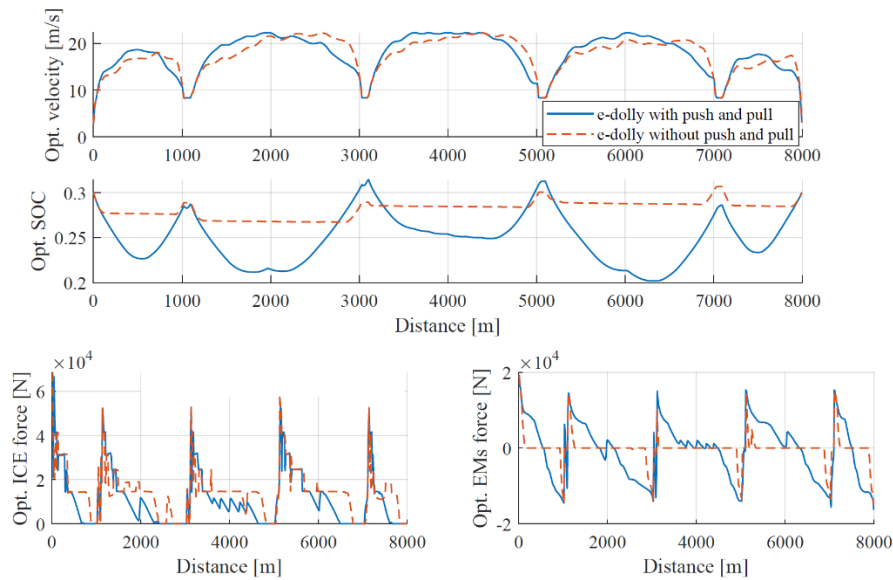 Opt. velocity [m/s]
20
10
0
0 1000 2000 3000 4000 5000 6000 7000 8000
e-dolly with push and pull
e-dolly without push and pull
Opt. SOC
0.3
0.25
0.2
0 1000 2000 3000 4000 5000 6000 7000 8000
Distance [m]
×10⁴
Opt. ICE force [N]
6
4
2
0
0 2000 4000 6000 8000
Distance [m]
×10⁴
Opt. EMs force [N]
2
0
-2
0 2000 4000 6000 8000
Distance [m]